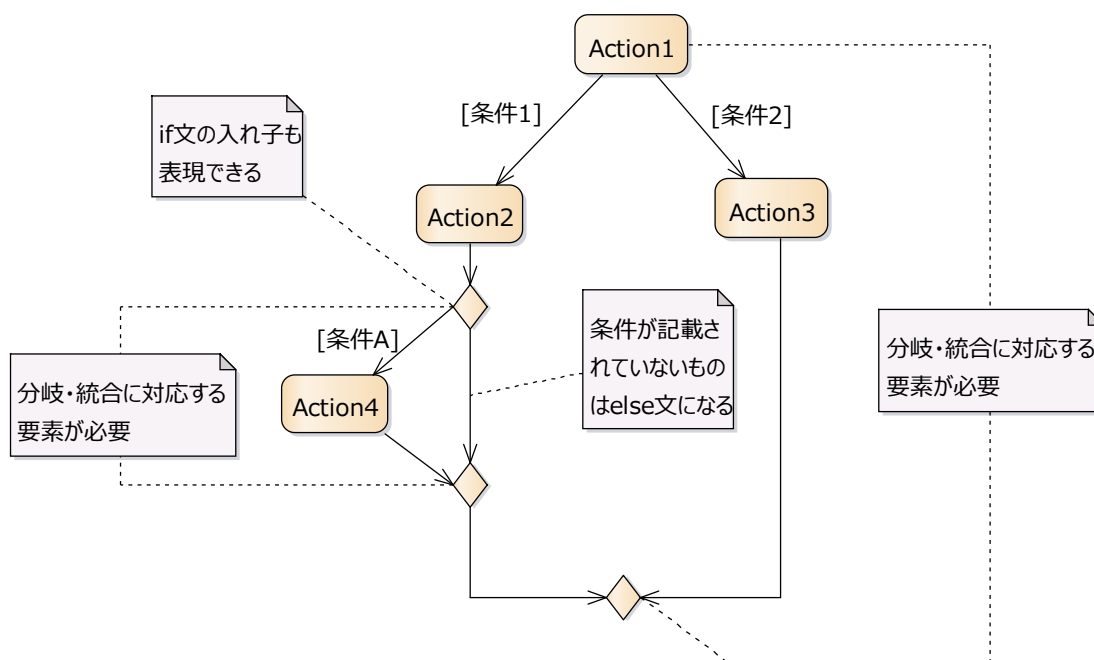 Action1
[条件1]
[条件2]
if文の入れ子も
表現できる
Action2
Action3
[条件A]
条件が記載さ
れていないもの
はelse文になる
分岐・統合に対応する
要素が必要
分岐・統合に対応する
要素が必要
Action4